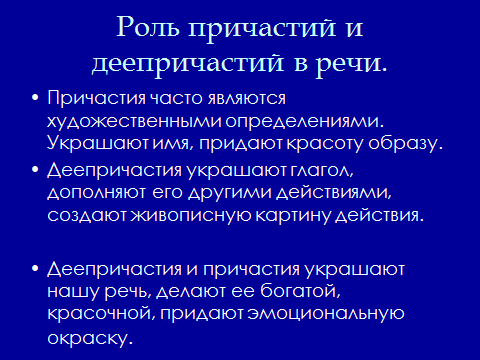 Роль причастий и
деепричастий в речи.
• Причастия часто являются
художественными определениями.
Украшают имя, придают красоту образу.
• Деепричастия украшают глагол,
дополняют его другими действиями,
создают живописную картину действия.
• Деепричастия и причастия украшают
нашу речь, делают ее богатой,
красочной, придают эмоциональную
окраску.